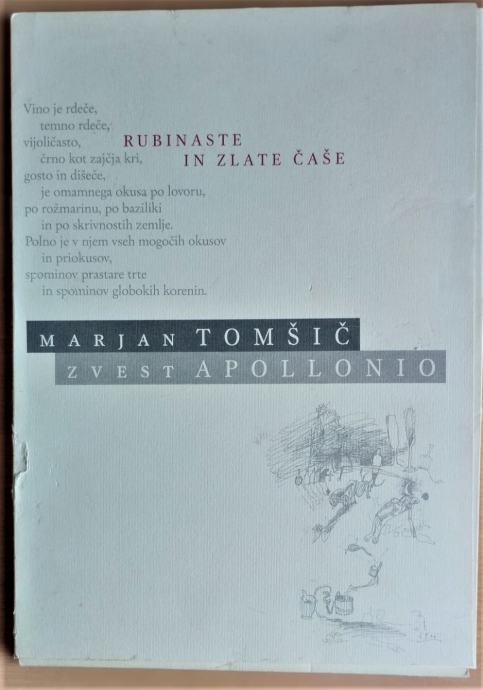 Vino je rdeče,
temno rdeče,
vijoličasto,
RUBINASTE
črno kot zajčja kri,
IN ZLATE ČAŠE
gosto in dišeče,
je omamnega okusa po lovoru,
po rožmarinu, po baziliki
in po skrivnostih zemlje.
Polno je v njem vseh mogočih okusov
in priokusov,
spominov prastare trte
in spominov globokih korenin.
MARJAN TOMŠIČ
ZVEST APOLLONIO